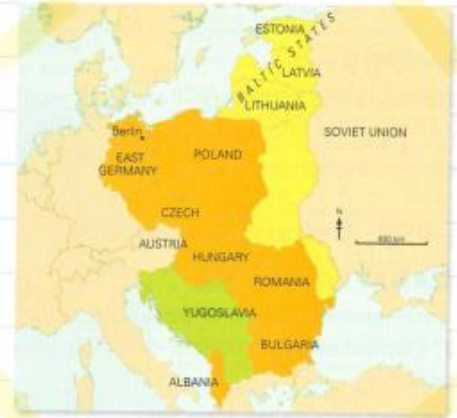 ESTONIA
BALTIC STATES
LATVIA
LITHUANIA
SOVIET UNION
Berlin
EAST
GERMANY
POLAND
CZECH
AUSTRIA
HUNGARY
N
ROMANIA
YUGOSLAVIA
BULGARIA
ALBANIA